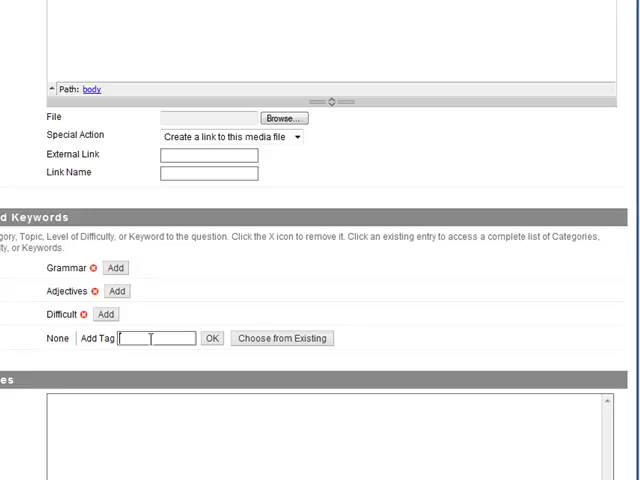 Path: body
File Browse...
Special Action Create a link to this media file
External Link
Link Name
d Keywords
gory, Topic, Level of Difficulty, or Keyword to the question. Click the X icon to remove it. Click an existing entry to access a complete list of Categories,
ty, or Keywords.
Grammar Add
Adjectives Add
Difficult Add
None Add Tag OK Choose from Existing
es